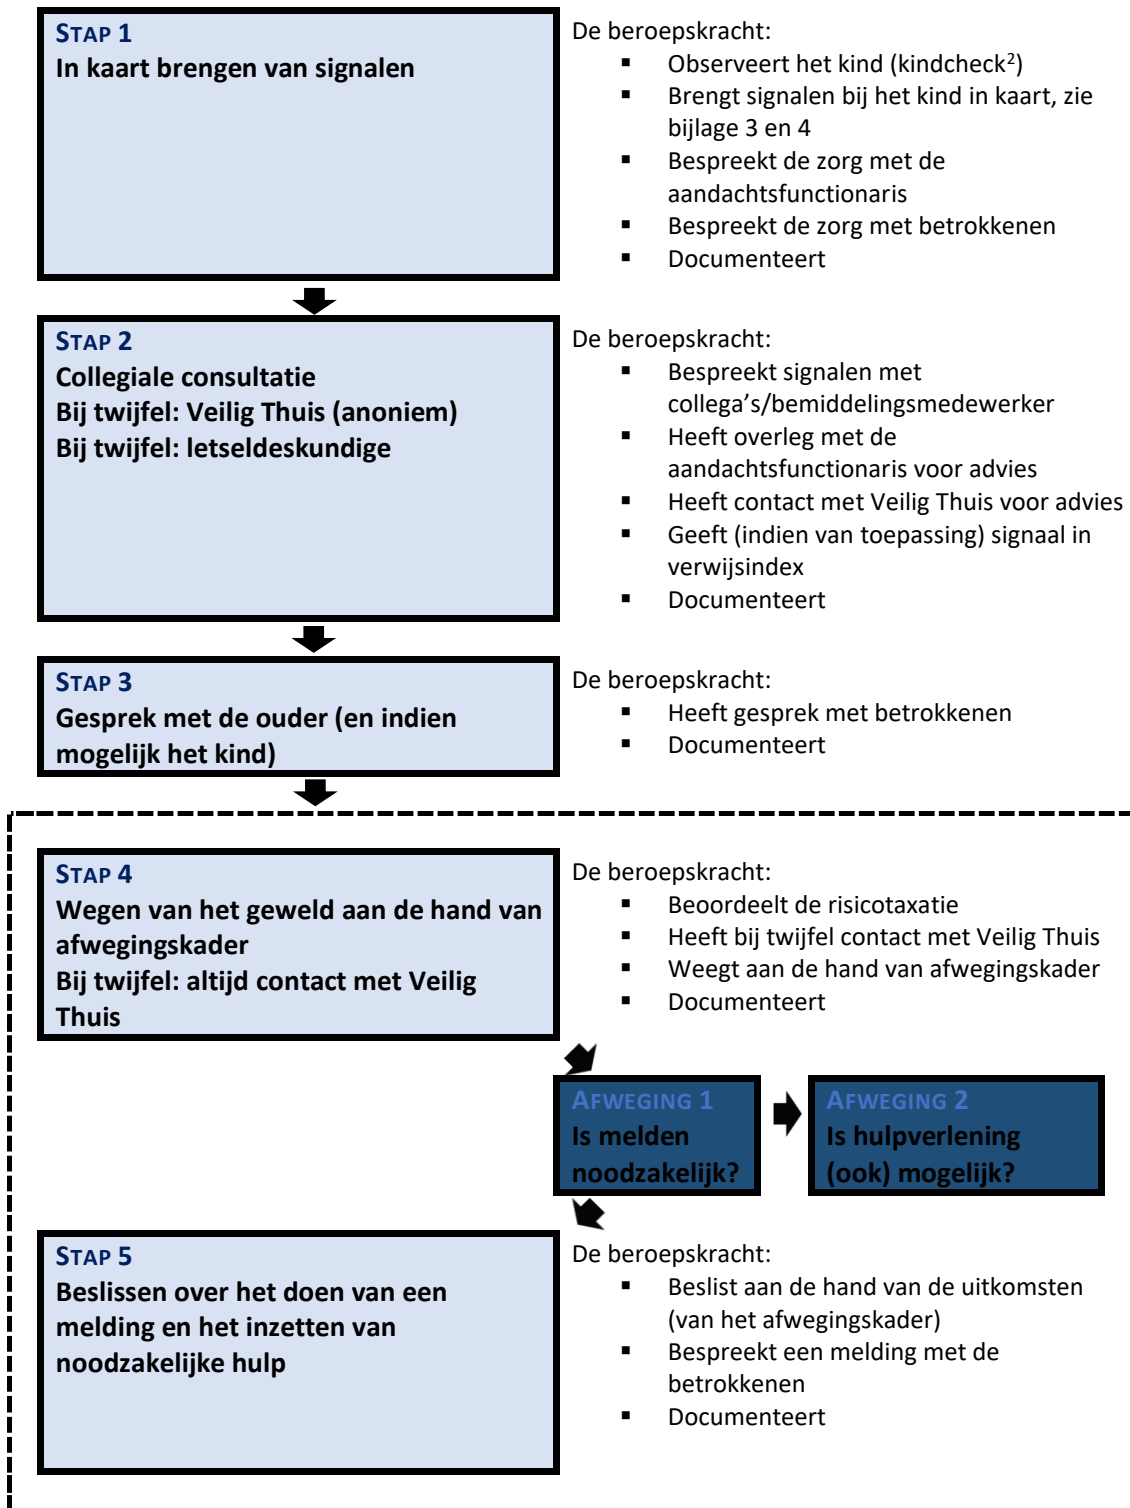 STAP 1
In kaart brengen van signalen
De beroepskracht:
▪ Observeert het kind (kindcheck²)
▪ Brengt signalen bij het kind in kaart, zie
bijlage 3 en 4
▪ Bespreekt de zorg met de
aandachtsfunctionaris
▪ Bespreekt de zorg met betrokkenen
▪ Documenteert
STAP 2
Collegiale consultatie
Bij twijfel: Veilig Thuis (anoniem)
Bij twijfel: letseldeskundige
De beroepskracht:
▪ Bespreekt signalen met
collega’s/bemiddelingsmedewerker
▪ Heeft overleg met de
aandachtsfunctionaris voor advies
▪ Heeft contact met Veilig Thuis voor advies
▪ Geeft (indien van toepassing) signaal in
verwijsindex
▪ Documenteert
STAP 3
Gesprek met de ouder (en indien
mogelijk het kind)
De beroepskracht:
▪ Heeft gesprek met betrokkenen
▪ Documenteert
STAP 4
Wegen van het geweld aan de hand van
afwegingskader
Bij twijfel: altijd contact met Veilig
Thuis
De beroepskracht:
▪ Beoordeelt de risicotaxatie
▪ Heeft bij twijfel contact met Veilig Thuis
▪ Weegt aan de hand van afwegingskader
▪ Documenteert
AFWEGING 1
Is melden
noodzakelijk?
AFWEGING 2
Is hulpverlening
(ook) mogelijk?
STAP 5
Beslissen over het doen van een
melding en het inzetten van
noodzakelijke hulp
De beroepskracht:
▪ Beslist aan de hand van de uitkomsten
(van het afwegingskader)
▪ Bespreekt een melding met de
betrokkenen
▪ Documenteert